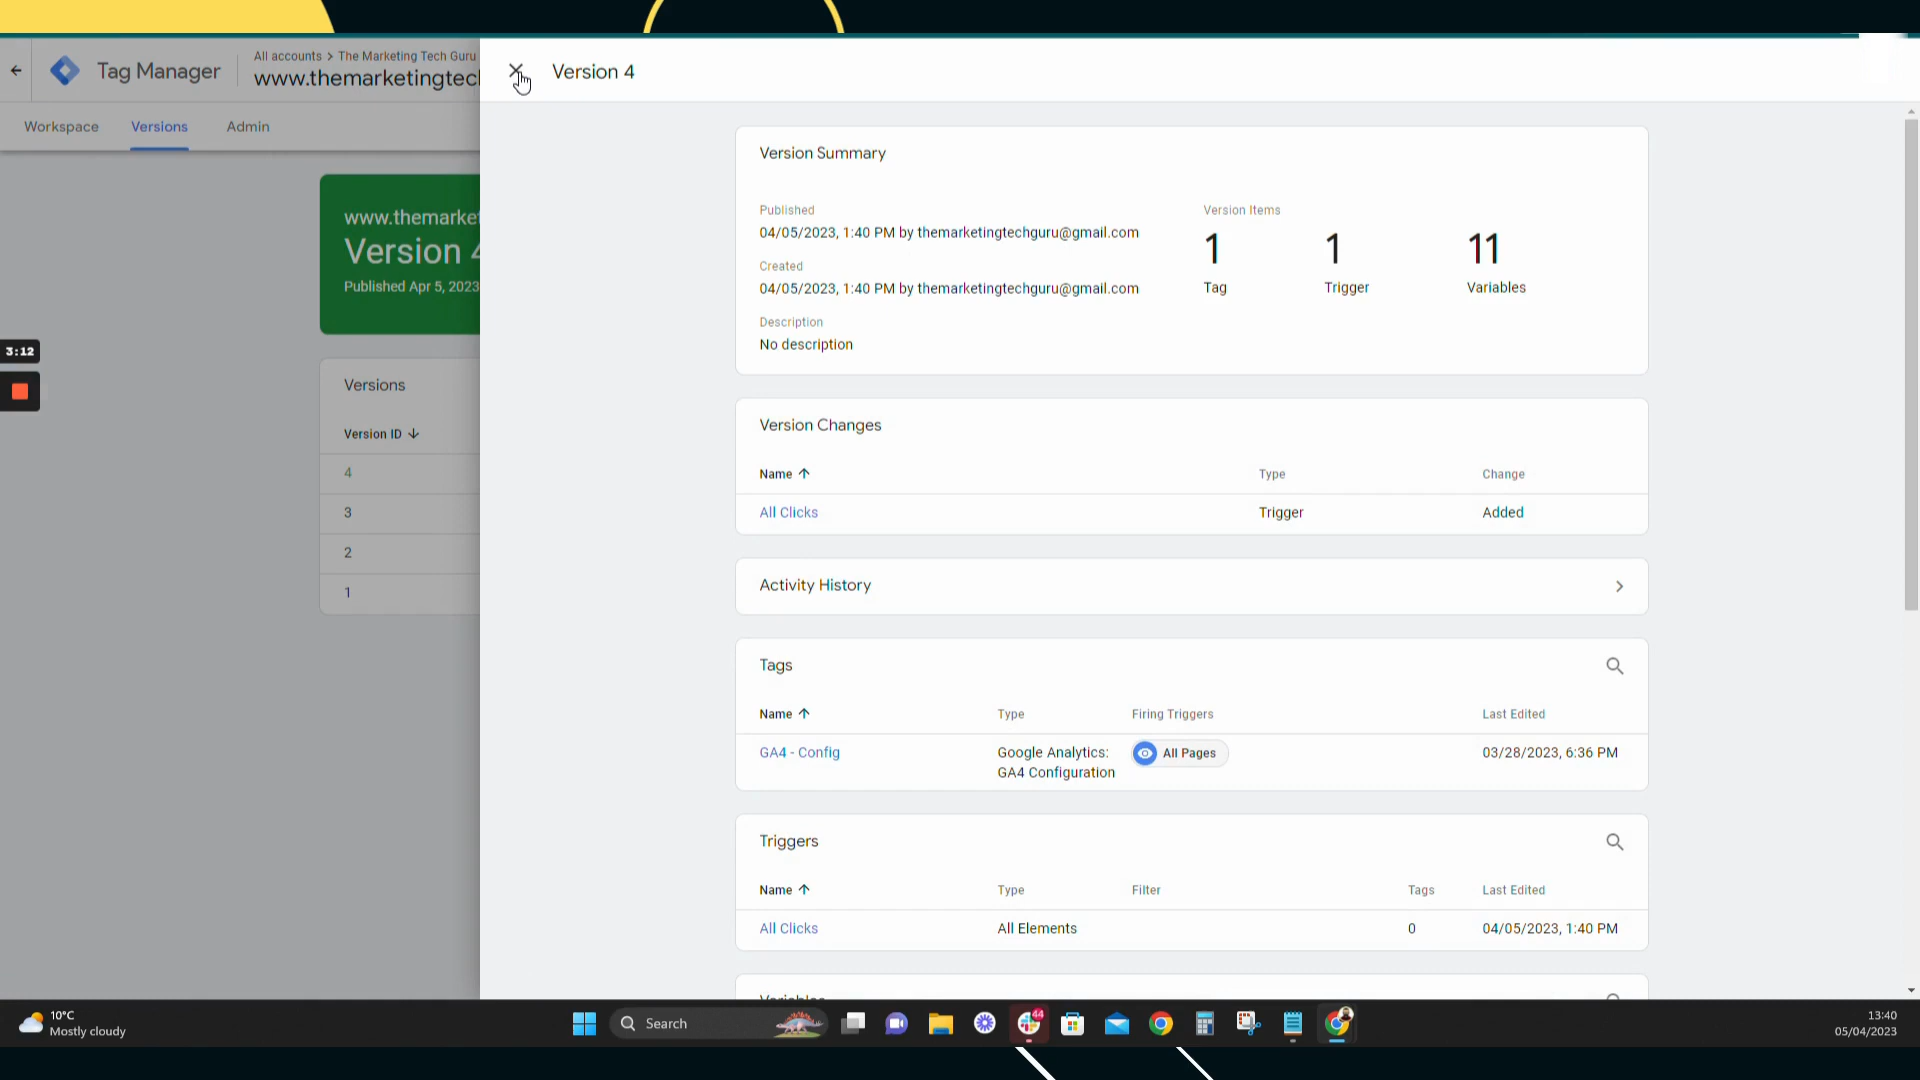 All accounts > The Marketing Tech Guru
Tag Manager
www.themarketingtec
Version 4
Workspace
Versions
Admin
www.themarket
Version 4
Published Apr 5, 2023
3:12
Versions
Version ID
4
3
2
1
Version Summary
Published
04/05/2023, 1:40 PM by themarketingtechguru@gmail.com
Created
04/05/2023, 1:40 PM by themarketingtechguru@gmail.com
Description
No description
Version Items
1
Tag
1
Trigger
11
Variables
Version Changes
Name Type Change
All Clicks Trigger Added
Activity History
Tags
Name Type Firing Triggers Last Edited
GA4 - Config Google Analytics: All Pages 03/28/2023, 6:36 PM
GA4 Configuration
Triggers
Name Type Filter Tags Last Edited
All Clicks All Elements 0 04/05/2023, 1:40 PM
Variables
10°C
Mostly cloudy
Search
44
13:40
05/04/2023